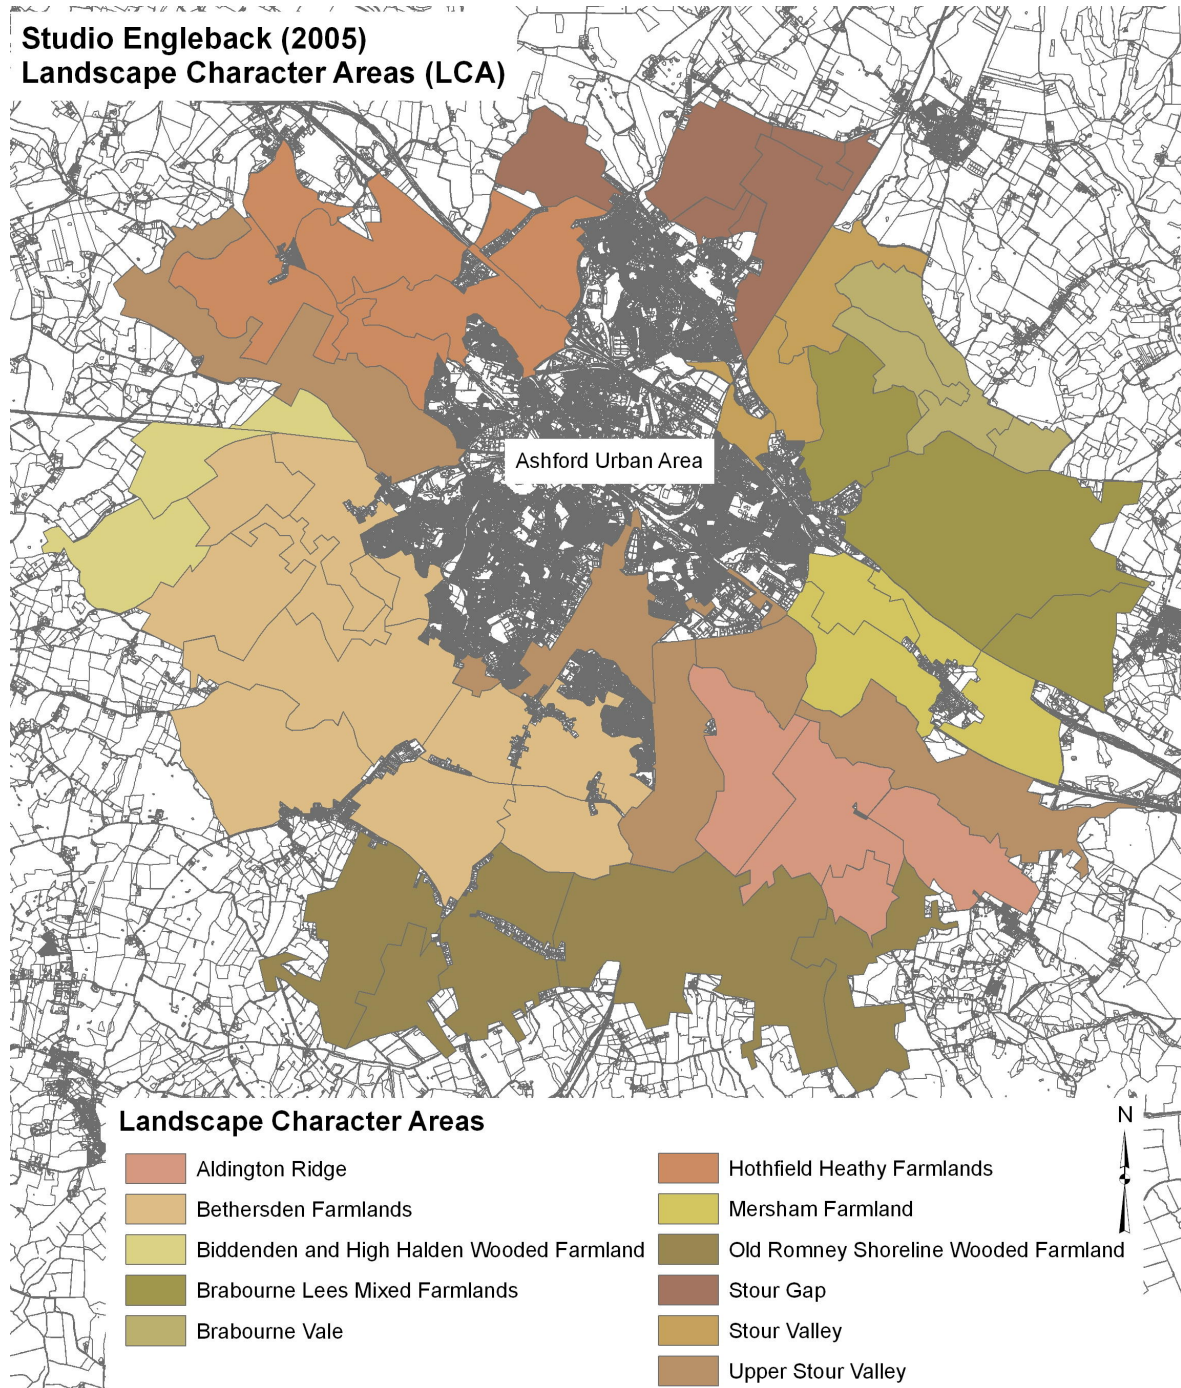 Studio Engleback (2005)
Landscape Character Areas (LCA)
Ashford Urban Area
Landscape Character Areas
N
Aldington Ridge
Bethersden Farmlands
Biddenden and High Halden Wooded Farmland
Brabourne Lees Mixed Farmlands
Brabourne Vale
Hothfield Heathy Farmlands
Mersham Farmland
Old Romney Shoreline Wooded Farmland
Stour Gap
Stour Valley
Upper Stour Valley